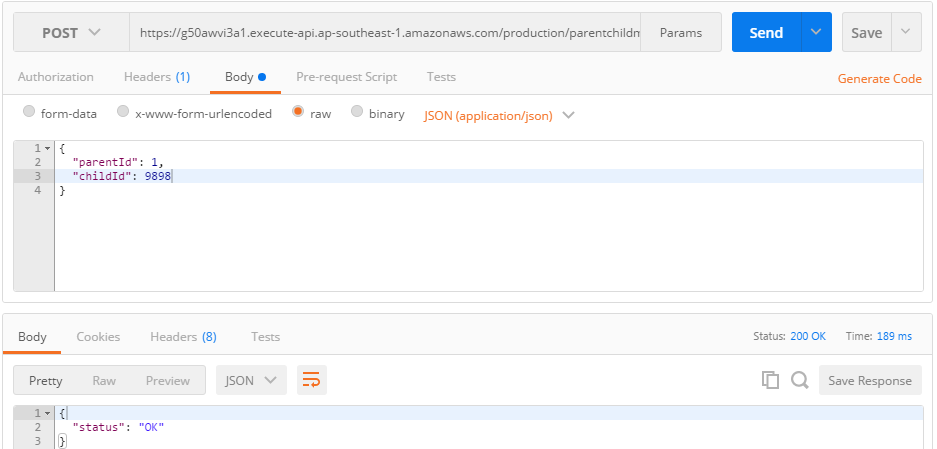 POST https://g50awvi3a1.execute-api.ap-southeast-1.amazonaws.com/production/parentchildm Params Send Save
Authorization Headers (1) Body Pre-request Script Tests Generate Code
form-data x-www-form-urlencoded raw binary JSON (application/json)
1 {
2 "parentId": 1,
3 "childId": 9898
4 }
Body Cookies Headers (8) Tests Status: 200 OK Time: 189 ms
Pretty Raw Preview JSON Save Response
1 {
2 "status": "OK"
3 }